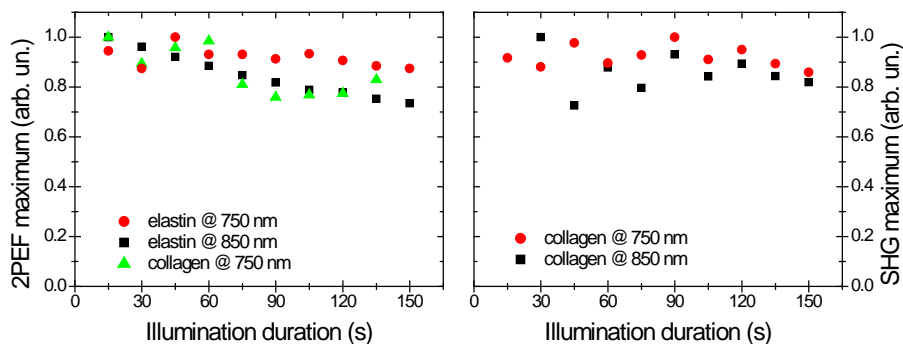 1.0
0.8
0.6
0.4
0.2
0.0
2PEF maximum (arb. un.)
elastin @ 750 nm
elastin @ 850 nm
collagen @ 750 nm
0 30 60 90 120 150
Illumination duration (s)
collagen @ 750 nm
collagen @ 850 nm
0 30 60 90 120 150
Illumination duration (s)
1.0
0.8
0.6
0.4
0.2
0.0
SHG maximum (arb. un.)